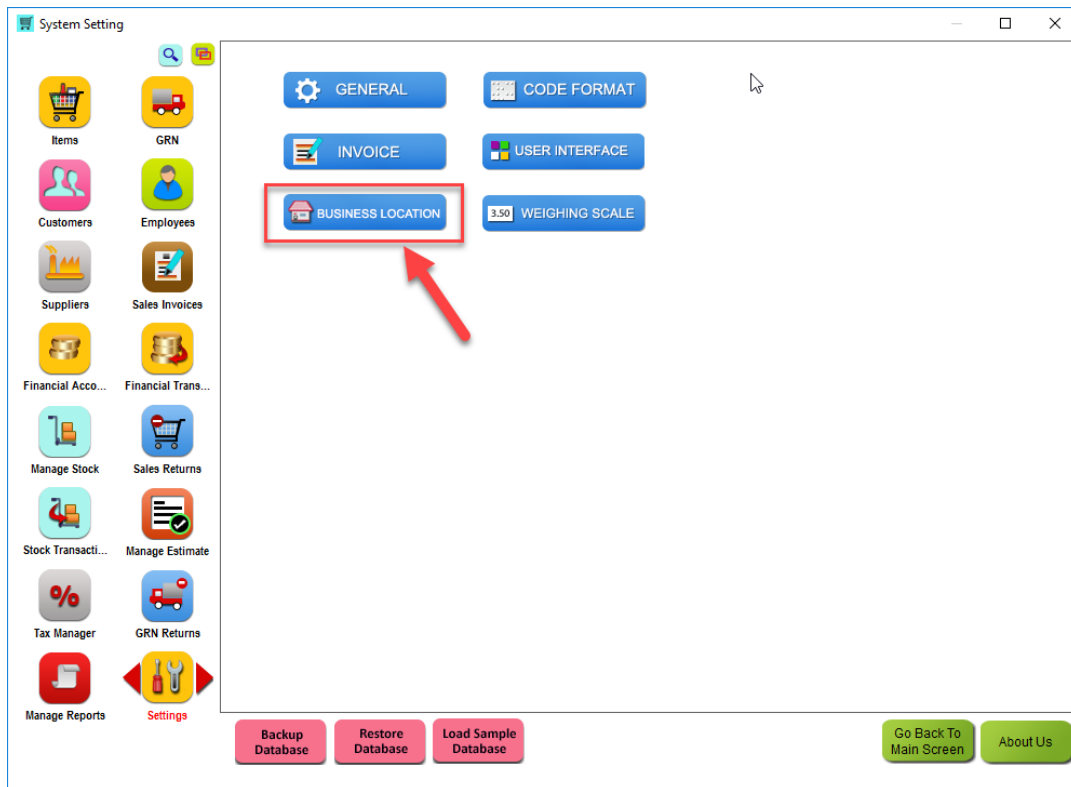 System Setting
Items
GRN
Customers
Employees
Suppliers
Sales Invoices
Financial Acco...
Financial Trans...
Manage Stock
Sales Returns
Stock Transacti...
Manage Estimate
%
Tax Manager
GRN Returns
Manage Reports
Settings
GENERAL
CODE FORMAT
INVOICE
USER INTERFACE
BUSINESS LOCATION
3.50 WEIGHING SCALE
Backup
Database
Restore
Database
Load Sample
Database
Go Back To
Main Screen
About Us